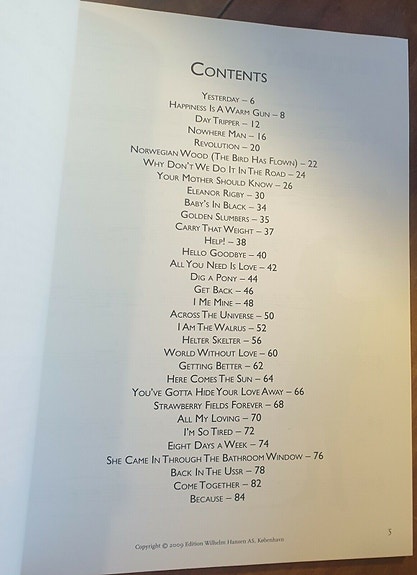 CONTENTS
YESTERDAY – 6
HAPPINESS IS A WARM GUN – 8
DAY TRIPPER – 12
NOWHERE MAN – 16
REVOLUTION – 20
NORWEGIAN WOOD (THE BIRD HAS FLOWN) – 22
WHY DON'T WE DO IT IN THE ROAD – 24
YOUR MOTHER SHOULD KNOW – 26
ELEANOR RIGBY – 30
BABY'S IN BLACK – 34
GOLDEN SLUMBERS – 35
CARRY THAT WEIGHT – 37
HELP! – 38
HELLO GOODBYE – 40
ALL YOU NEED IS LOVE – 42
DIG A PONY – 44
GET BACK – 46
I ME MINE – 48
ACROSS THE UNIVERSE – 50
I AM THE WALRUS – 52
HELTER SKELTER – 56
WORLD WITHOUT LOVE – 60
GETTING BETTER – 62
HERE COMES THE SUN – 64
YOU'VE GOTTA HIDE YOUR LOVE AWAY – 66
STRAWBERRY FIELDS FOREVER – 68
ALL MY LOVING – 70
I'M SO TIRED – 72
EIGHT DAYS A WEEK – 74
SHE CAME IN THROUGH THE BATHROOM WINDOW – 76
BACK IN THE USSR – 78
COME TOGETHER – 82
BECAUSE – 84
5
Copyright © 2009 Edition Wilhelm Hansen AS, København